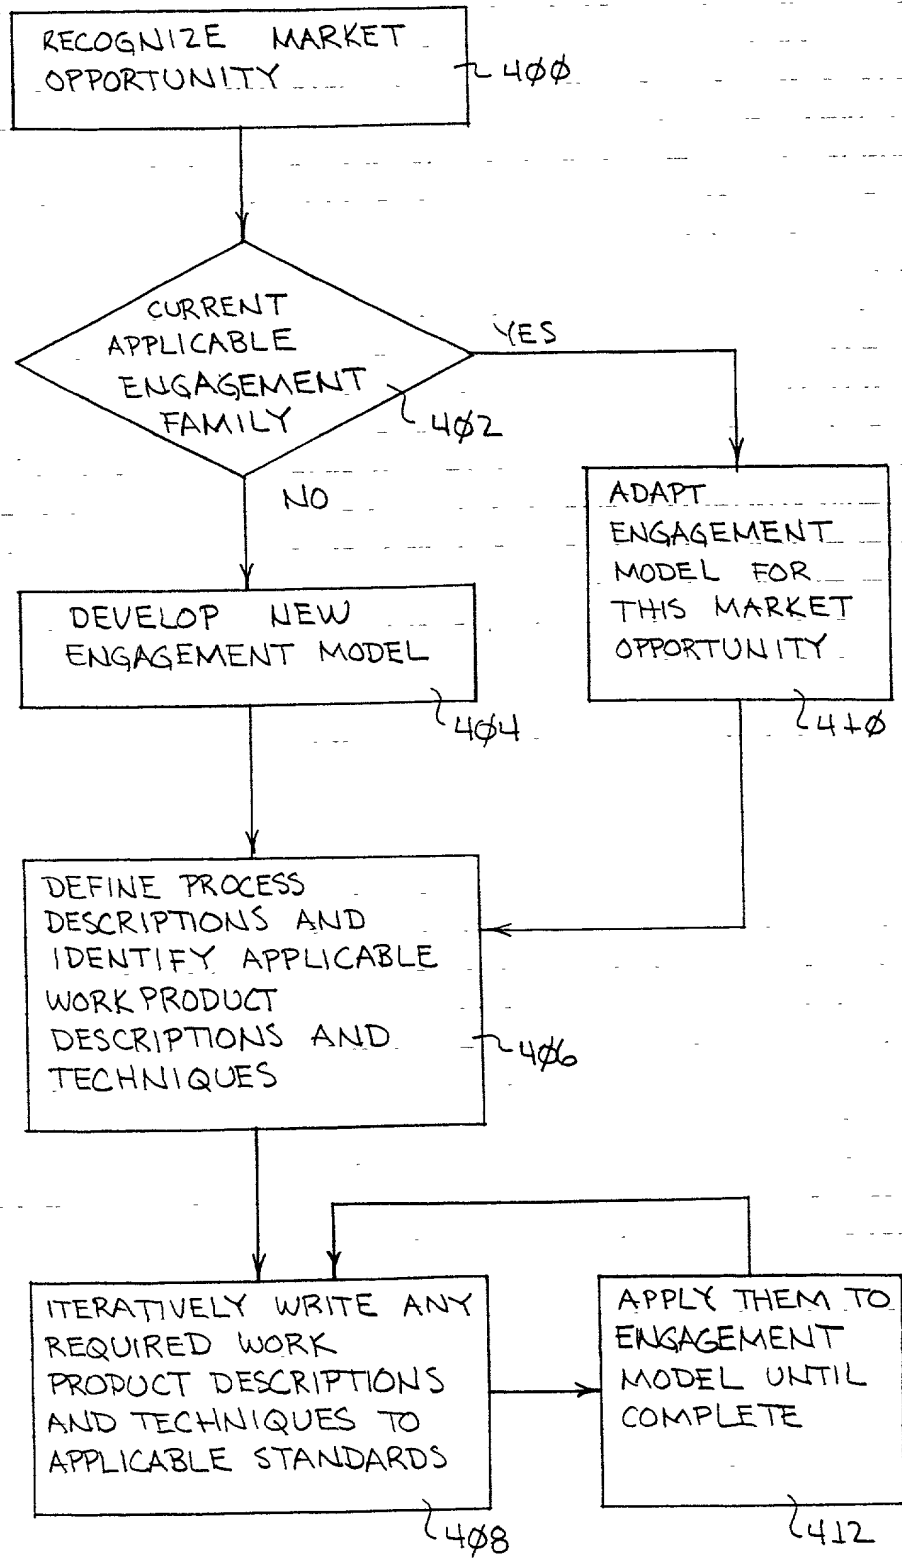 RECOGNIZE MARKET
OPPORTUNITY
400
CURRENT
APPLICABLE
ENGAGEMENT
FAMILY
402
YES
NO
ADAPT
ENGAGEMENT
MODEL FOR
THIS MARKET
OPPORTUNITY
410
DEVELOP NEW
ENGAGEMENT MODEL
404
DEFINE PROCESS
DESCRIPTIONS AND
IDENTIFY APPLICABLE
WORK PRODUCT
DESCRIPTIONS AND
TECHNIQUES
406
ITERATIVELY WRITE ANY
REQUIRED WORK
PRODUCT DESCRIPTIONS
AND TECHNIQUES TO
APPLICABLE STANDARDS
408
APPLY THEM TO
ENGAGEMENT
MODEL UNTIL
COMPLETE
412